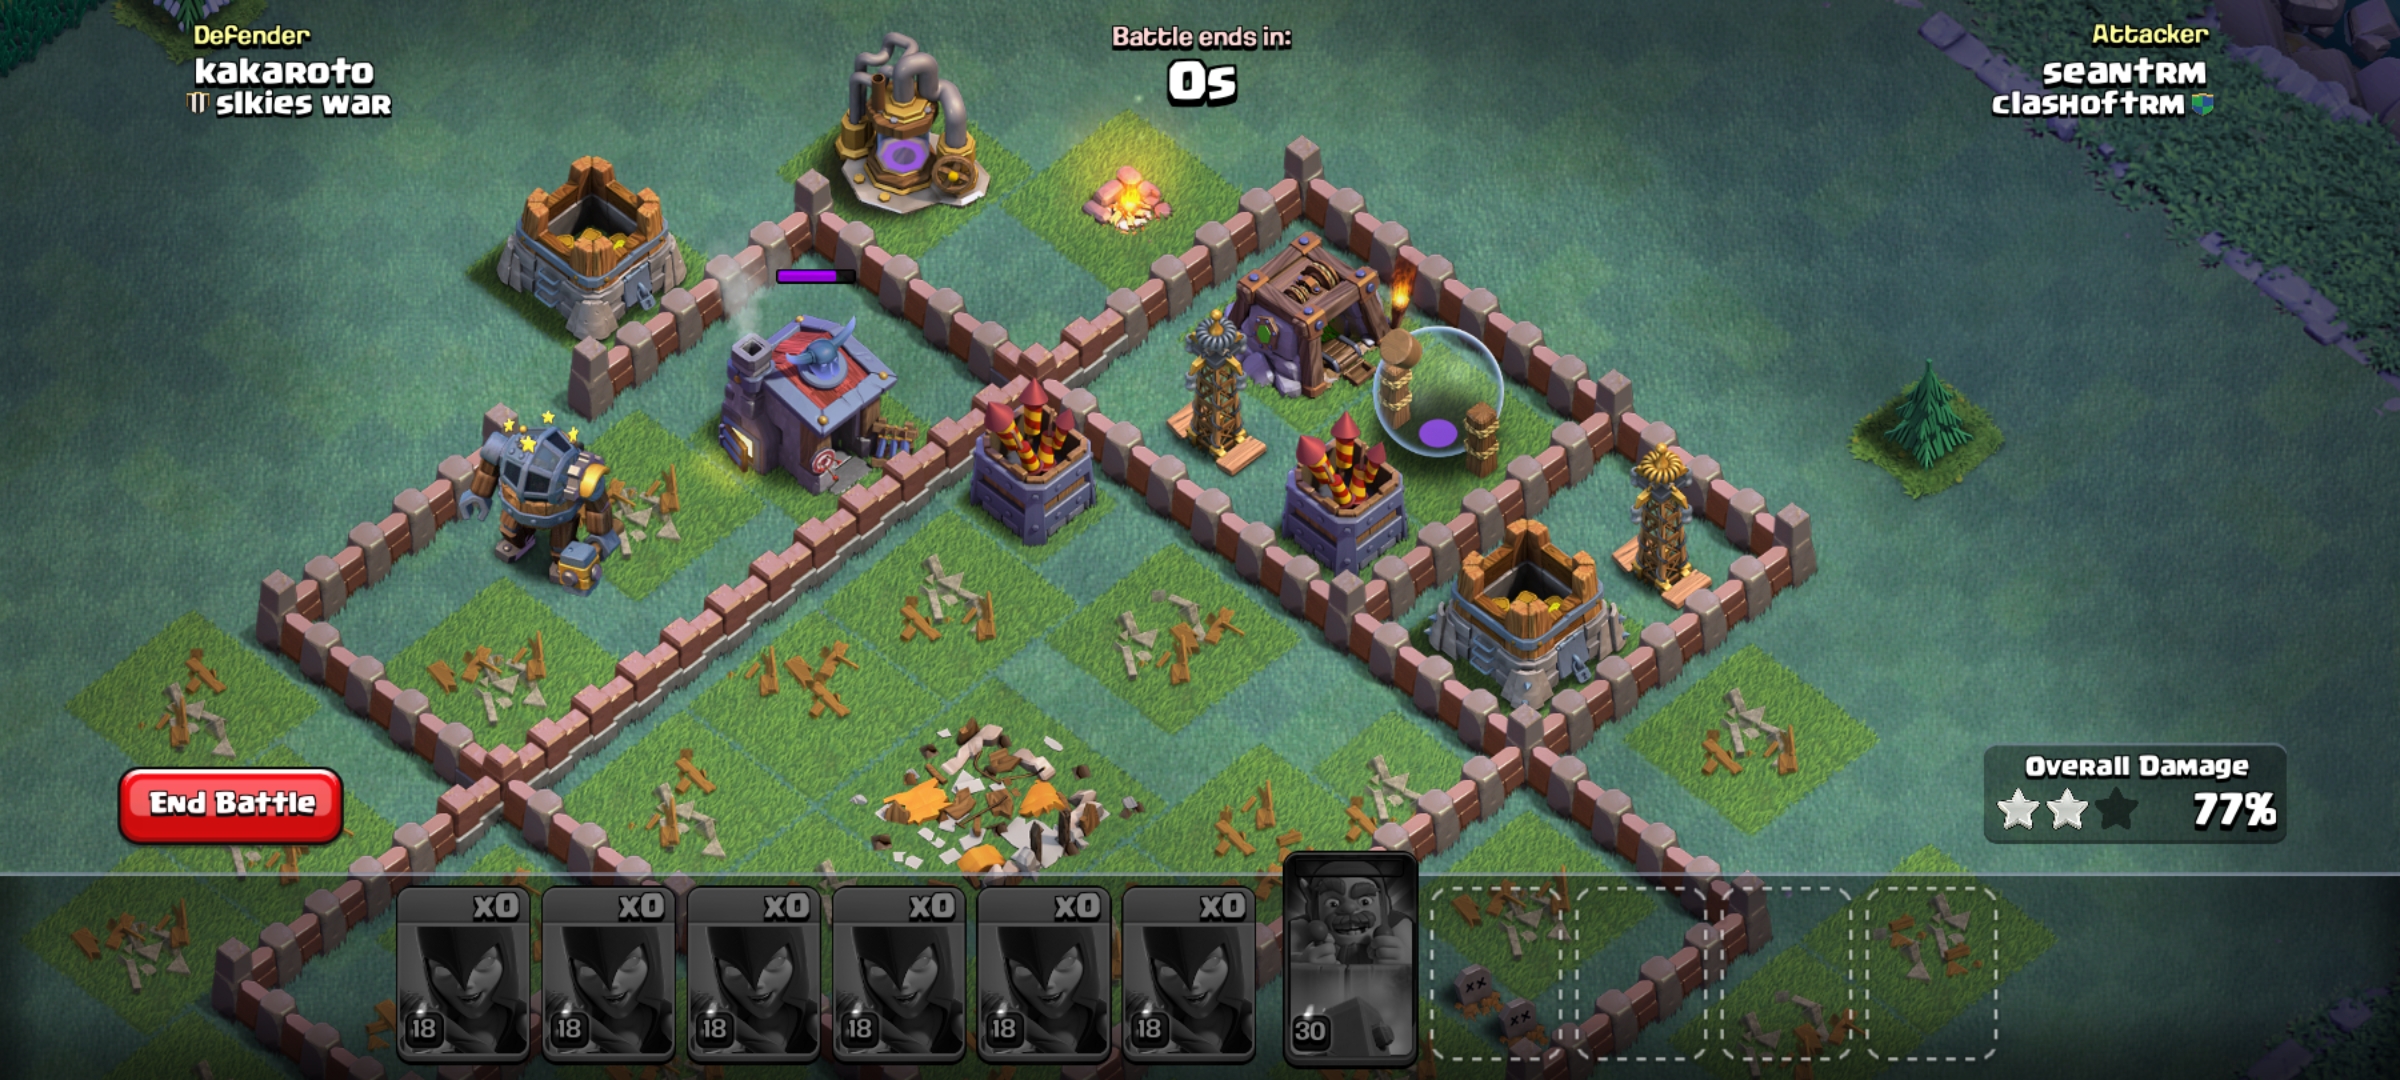 Defender
kakaroto
slkies war
Battle ends in:
0s
Attacker
seantRM
clashoftRM
End Battle
Overall Damage
77%
x0 x0 x0 x0 x0 x0
18 18 18 18 18 18 30